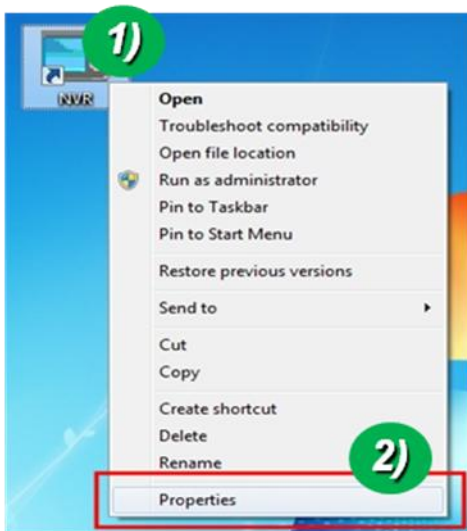 1)
NVR
Open
Troubleshoot compatibility
Open file location
Run as administrator
Pin to Taskbar
Pin to Start Menu
Restore previous versions
Send to
Cut
Copy
Create shortcut
Delete
Rename
2)
Properties